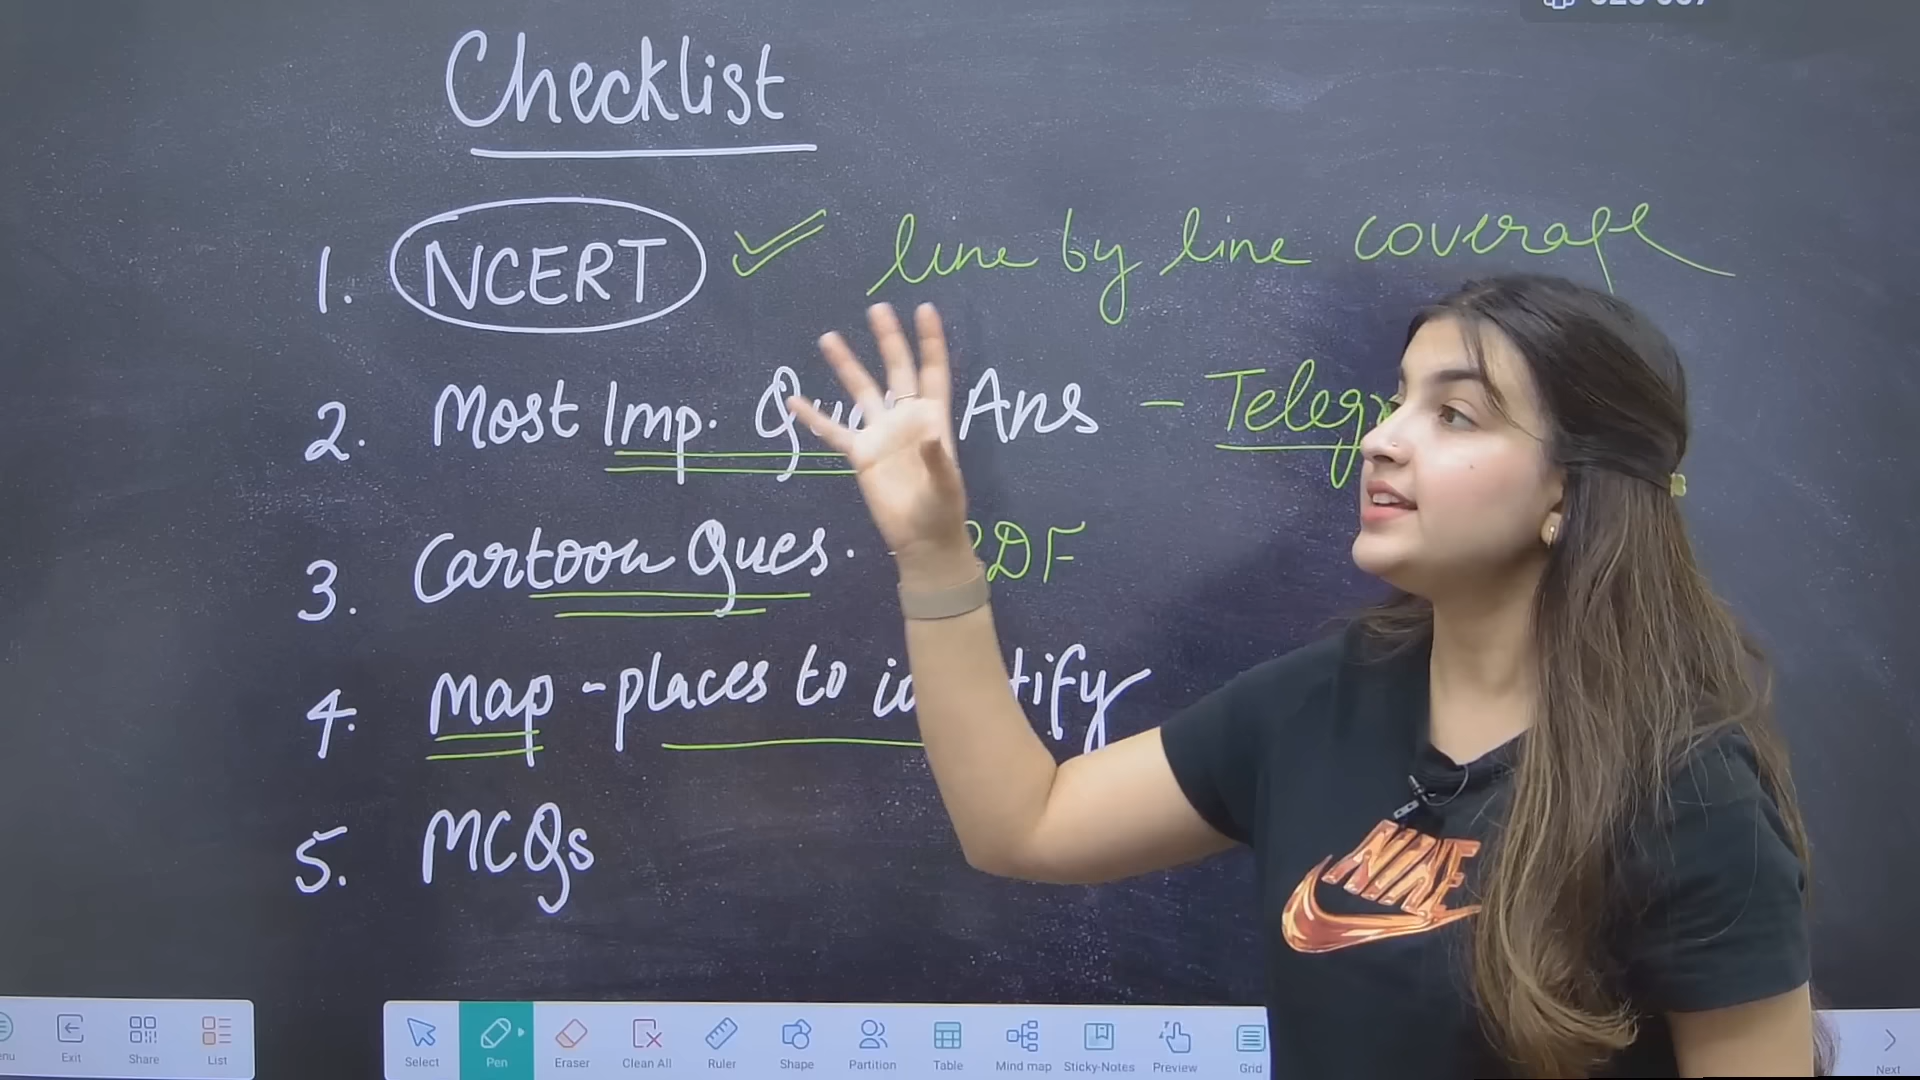 Checklist
1. NCERT line by line coverage
2. Most Imp. Ans - 
3. Cartoon Ques. - PDF
4. Map - places to
5. MCQs
NIKE
Exit Share List Select Pen Eraser Clean All Ruler Shape Partition Table Mind map Sticky-Notes Preview Grid Next